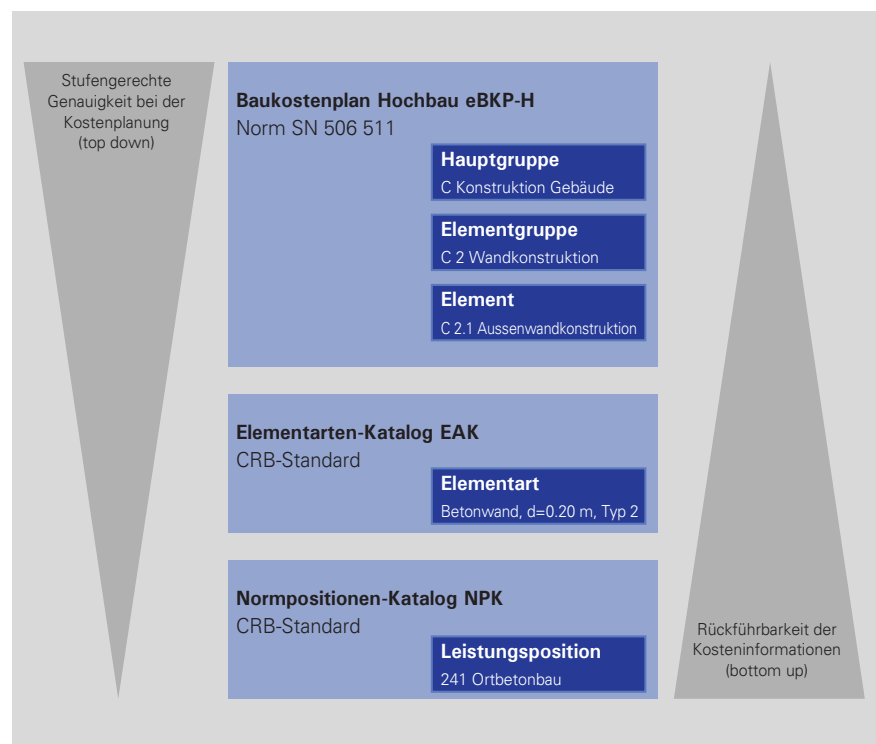 Stufengerechte
Genauigkeit bei der
Kostenplanung
(top down)
Baukostenplan Hochbau eBKP-H
Norm SN 506 511
Hauptgruppe
C Konstruktion Gebäude
Elementgruppe
C 2 Wandkonstruktion
Element
C 2.1 Aussenwandkonstruktion
Elementarten-Katalog EAK
CRB-Standard
Elementart
Betonwand, d=0.20 m, Typ 2
Normpositionen-Katalog NPK
CRB-Standard
Leistungsposition
241 Ortbetonbau
Rückführbarkeit der
Kosteninformationen
(bottom up)